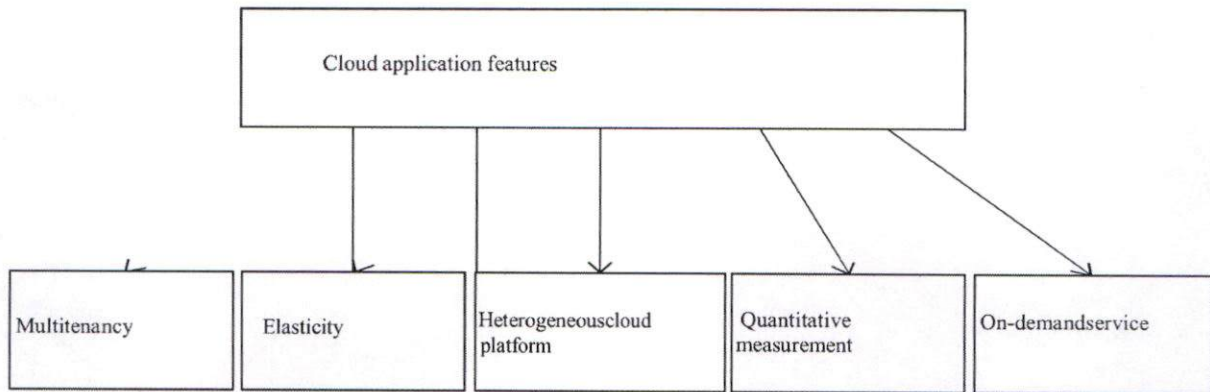 Cloud application features
Multitenancy
Elasticity
Heterogeneouscloud
platform
Quantitative
measurement
On-demandservice